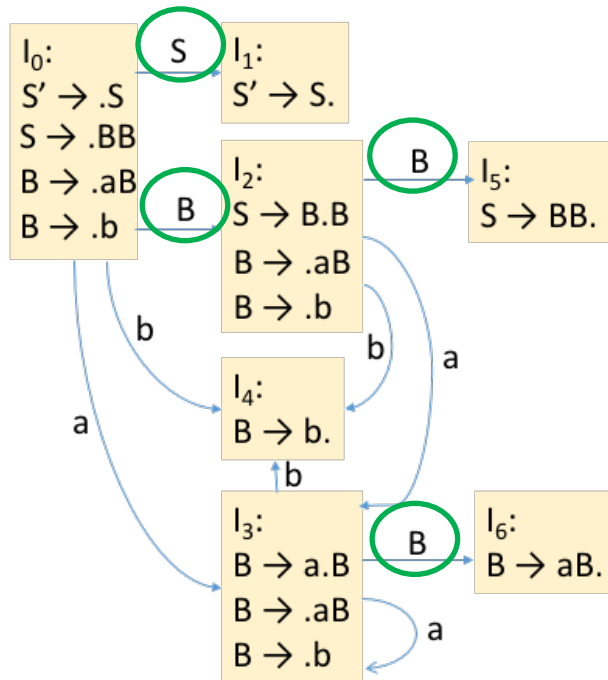 I₀:
S′ → .S
S → .BB
B → .aB
B → .b
S
I₁:
S′ → S.
B
I₂:
S → B.B
B → .aB
B → .b
B
I₅:
S → BB.
b
b
a
a
I₄:
B → b.
b
I₃:
B → a.B
B → .aB
B → .b
B
I₆:
B → aB.
a